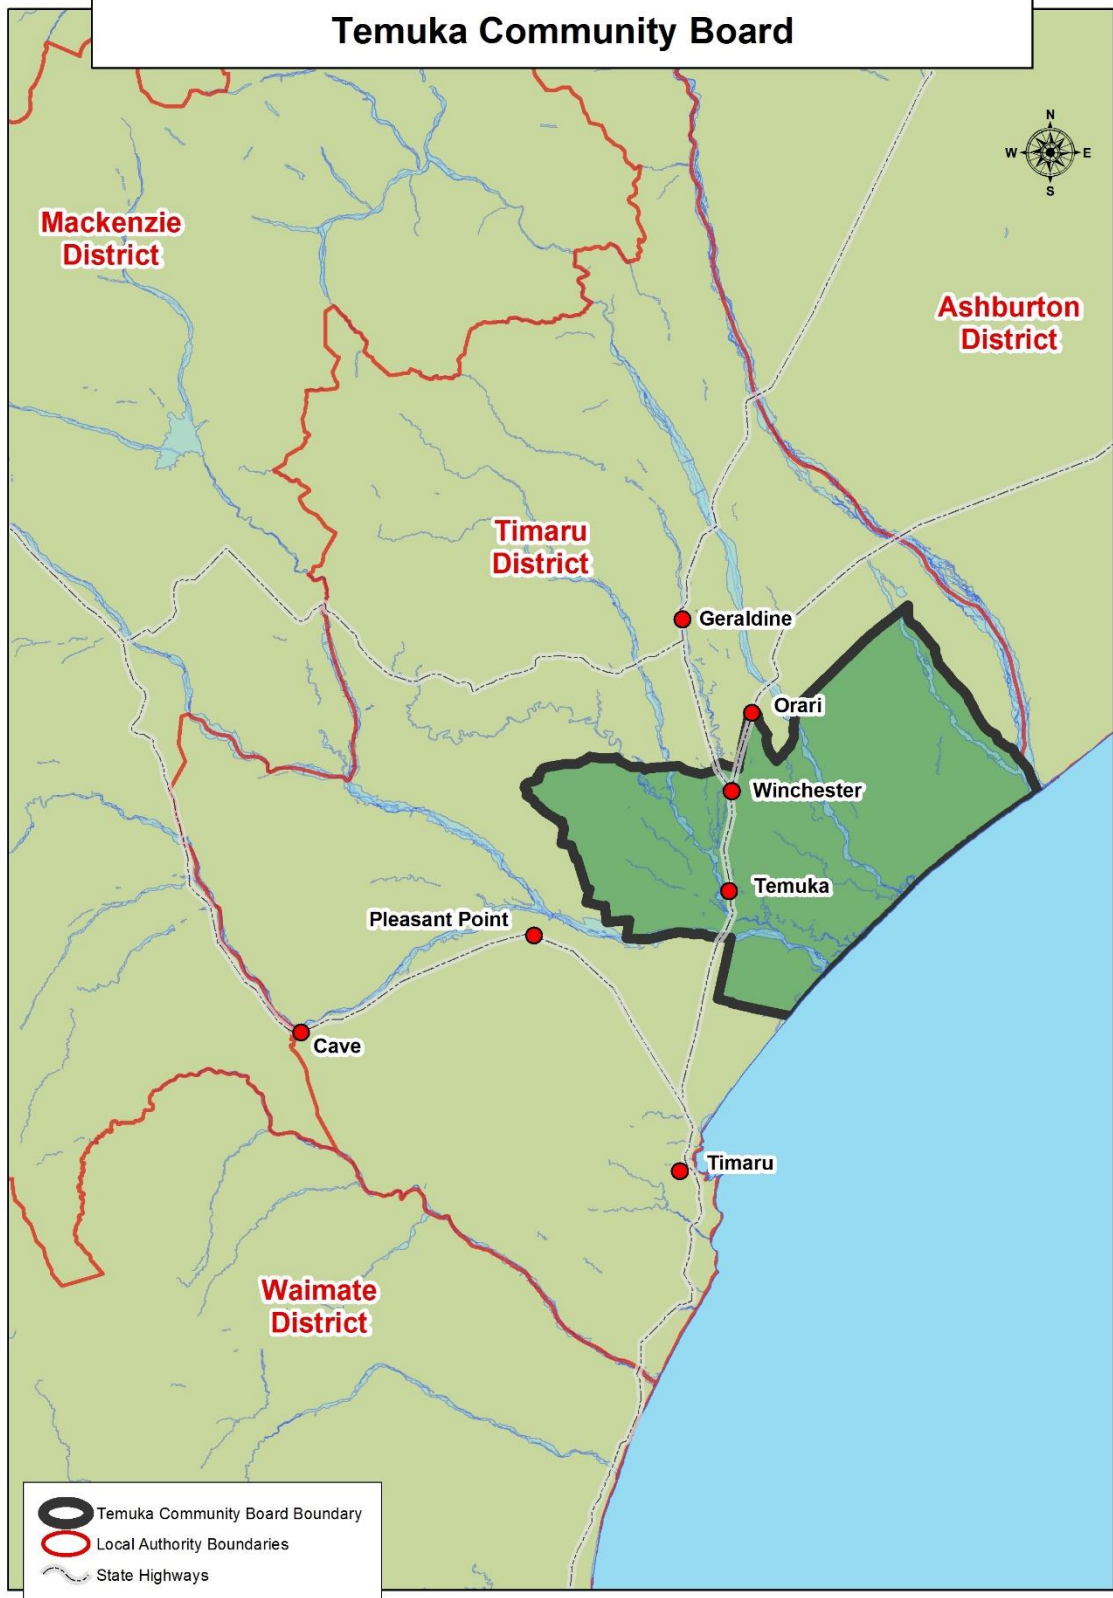 Temuka Community Board
N
W
E
S
Mackenzie
District
Ashburton
District
Timaru
District
Geraldine
Orari
Winchester
Temuka
Pleasant Point
Cave
Timaru
Waimate
District
Temuka Community Board Boundary
Local Authority Boundaries
State Highways